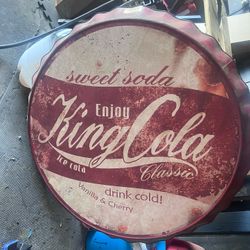 sweet soda
Enjoy
King Cola
ice cold
Classic
drink cold!
Vanilla & Cherry